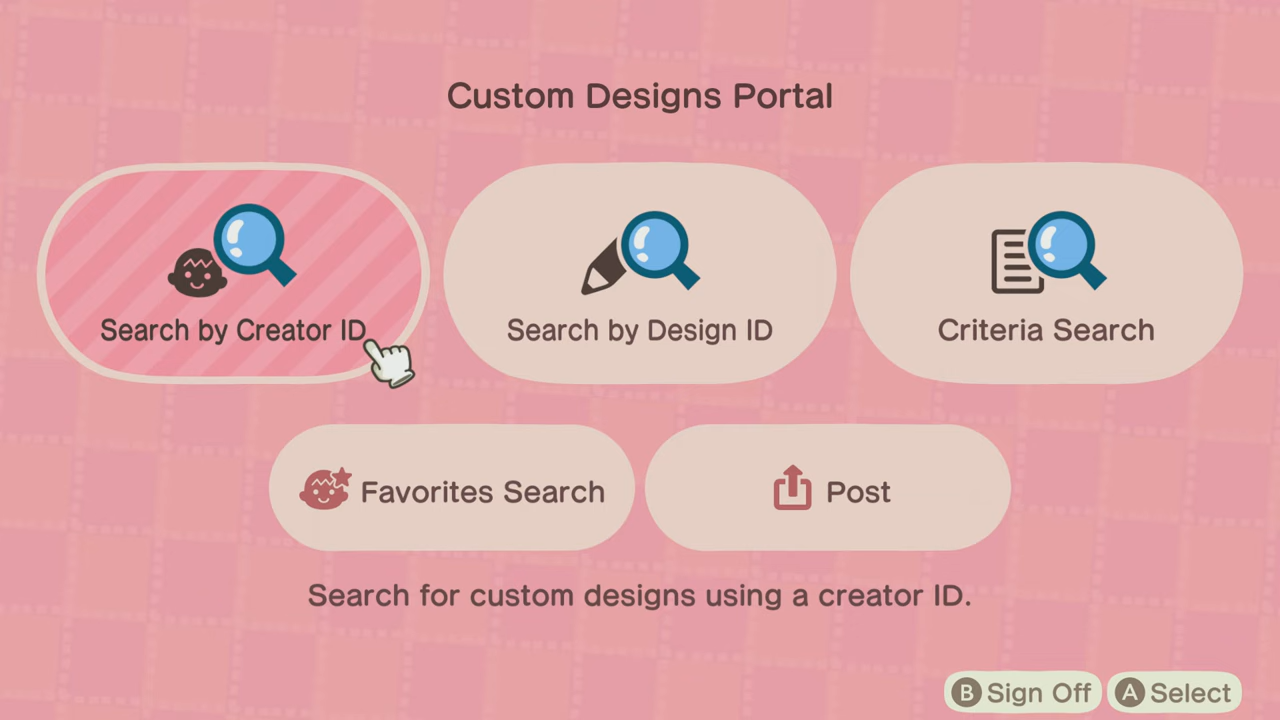 Custom Designs Portal
Search by Creator ID
Search by Design ID
Criteria Search
Favorites Search
Post
Search for custom designs using a creator ID.
B Sign Off
A Select